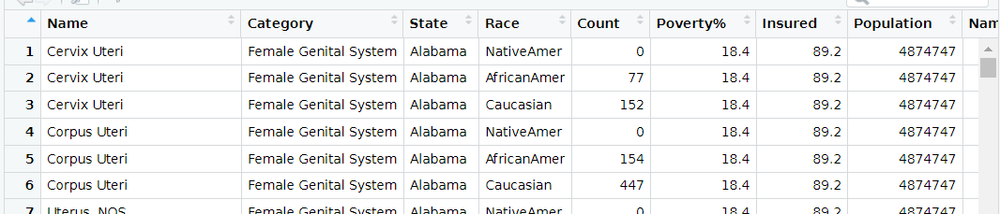 Name Category State Race Count Poverty% Insured Population Nam
1 Cervix Uteri Female Genital System Alabama NativeAmer 0 18.4 89.2 4874747
2 Cervix Uteri Female Genital System Alabama AfricanAmer 77 18.4 89.2 4874747
3 Cervix Uteri Female Genital System Alabama Caucasian 152 18.4 89.2 4874747
4 Corpus Uteri Female Genital System Alabama NativeAmer 0 18.4 89.2 4874747
5 Corpus Uteri Female Genital System Alabama AfricanAmer 154 18.4 89.2 4874747
6 Corpus Uteri Female Genital System Alabama Caucasian 447 18.4 89.2 4874747
7 Uterus, NOS Female Genital System Alabama NativeAmer 0 18.4 89.2 4874747